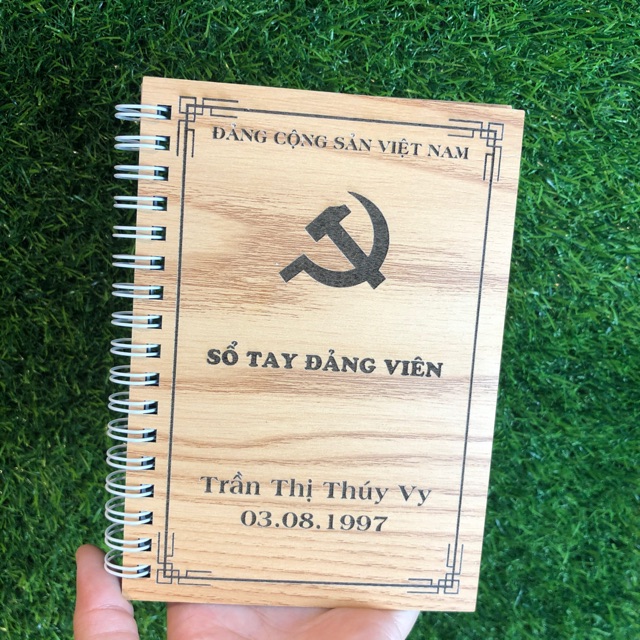 ĐẢNG CỘNG SẢN VIỆT NAM
SỔ TAY ĐẢNG VIÊN
Trần Thị Thúy Vy
03.08.1997